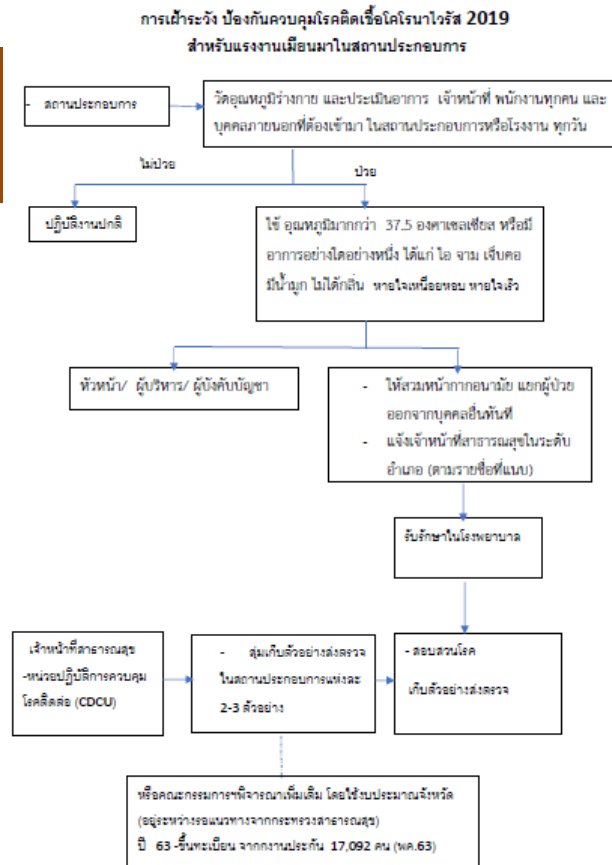 การเฝ้าระวัง ป้องกันควบคุมโรคติดเชื้อโคโรนาไวรัส 2019
สำหรับแรงงานเมียนมาในสถานประกอบการ
- สถานประกอบการ
วัดอุณหภูมิร่างกาย และประเมินอาการ เจ้าหน้าที่ พนักงานทุกคน และ
บุคคลภายนอกที่ต้องเข้ามา ในสถานประกอบการหรือโรงงาน ทุกวัน
ไม่ป่วย
ป่วย
ปฏิบัติงานปกติ
ไข้ อุณหภูมิมากกว่า 37.5 องศาเซลเซียส หรือมี
อาการอย่างใดอย่างหนึ่ง ได้แก่ ไอ จาม เจ็บคอ
มีน้ำมูก ไม่ได้กลิ่น หายใจเหนื่อยหอบ หายใจเร็ว
หัวหน้า/ ผู้บริหาร/ ผู้บังคับบัญชา
- ให้สวมหน้ากากอนามัย แยกผู้ป่วย
ออกจากบุคคลอื่นทันที
- แจ้งเจ้าหน้าที่สาธารณสุขในระดับ
อำเภอ (ตามรายชื่อที่แนบ)
รับรักษาในโรงพยาบาล
เจ้าหน้าที่สาธารณสุข
-หน่วยปฏิบัติการควบคุม
โรคติดต่อ (CDCU)
- สุ่มเก็บตัวอย่างส่งตรวจ
ในสถานประกอบการแห่งละ
2-3 ตัวอย่าง
- สอบสวนโรค
เก็บตัวอย่างส่งตรวจ
หรือคณะกรรมการฯพิจารณาเพิ่มเติม โดยใช้งบประมาณจังหวัด
(อยู่ระหว่างรอแนวทางจากกระทรวงสาธารณสุข)
ปี 63 -ขึ้นทะเบียน จากกงานประกัน 17,092 คน (พค.63)